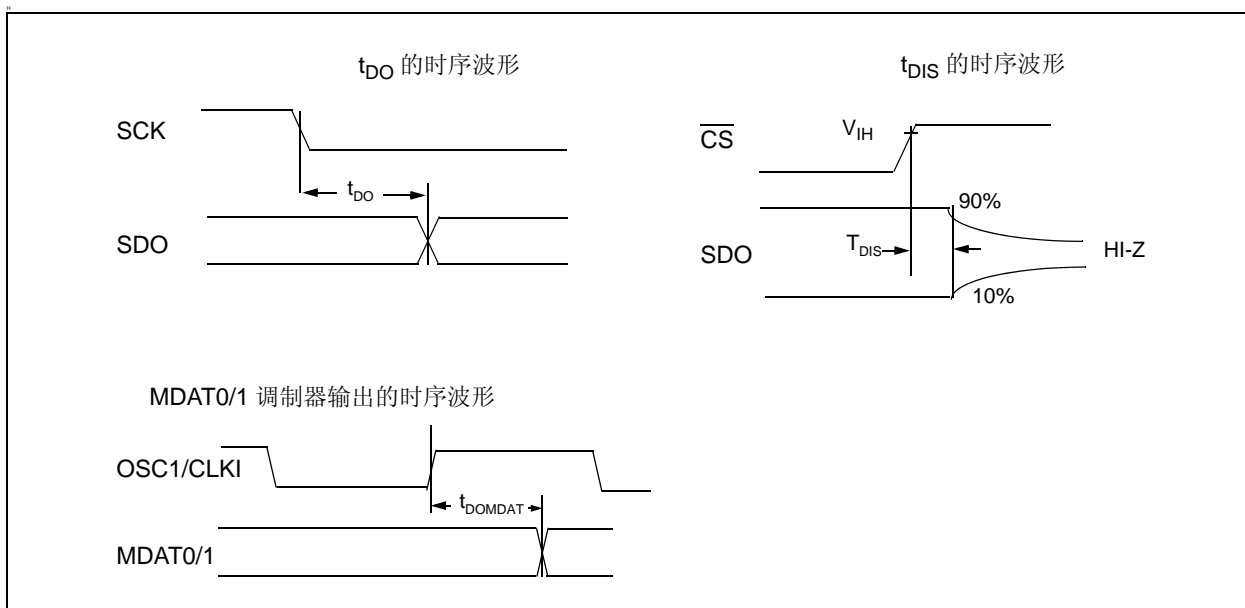 tDO 的时序波形
SCK
tDO
SDO
tDIS 的时序波形
CS
VIH
90%
SDO
TDIS
HI-Z
10%
MDAT0/1 调制器输出的时序波形
OSC1/CLKI
tDOMDAT
MDAT0/1